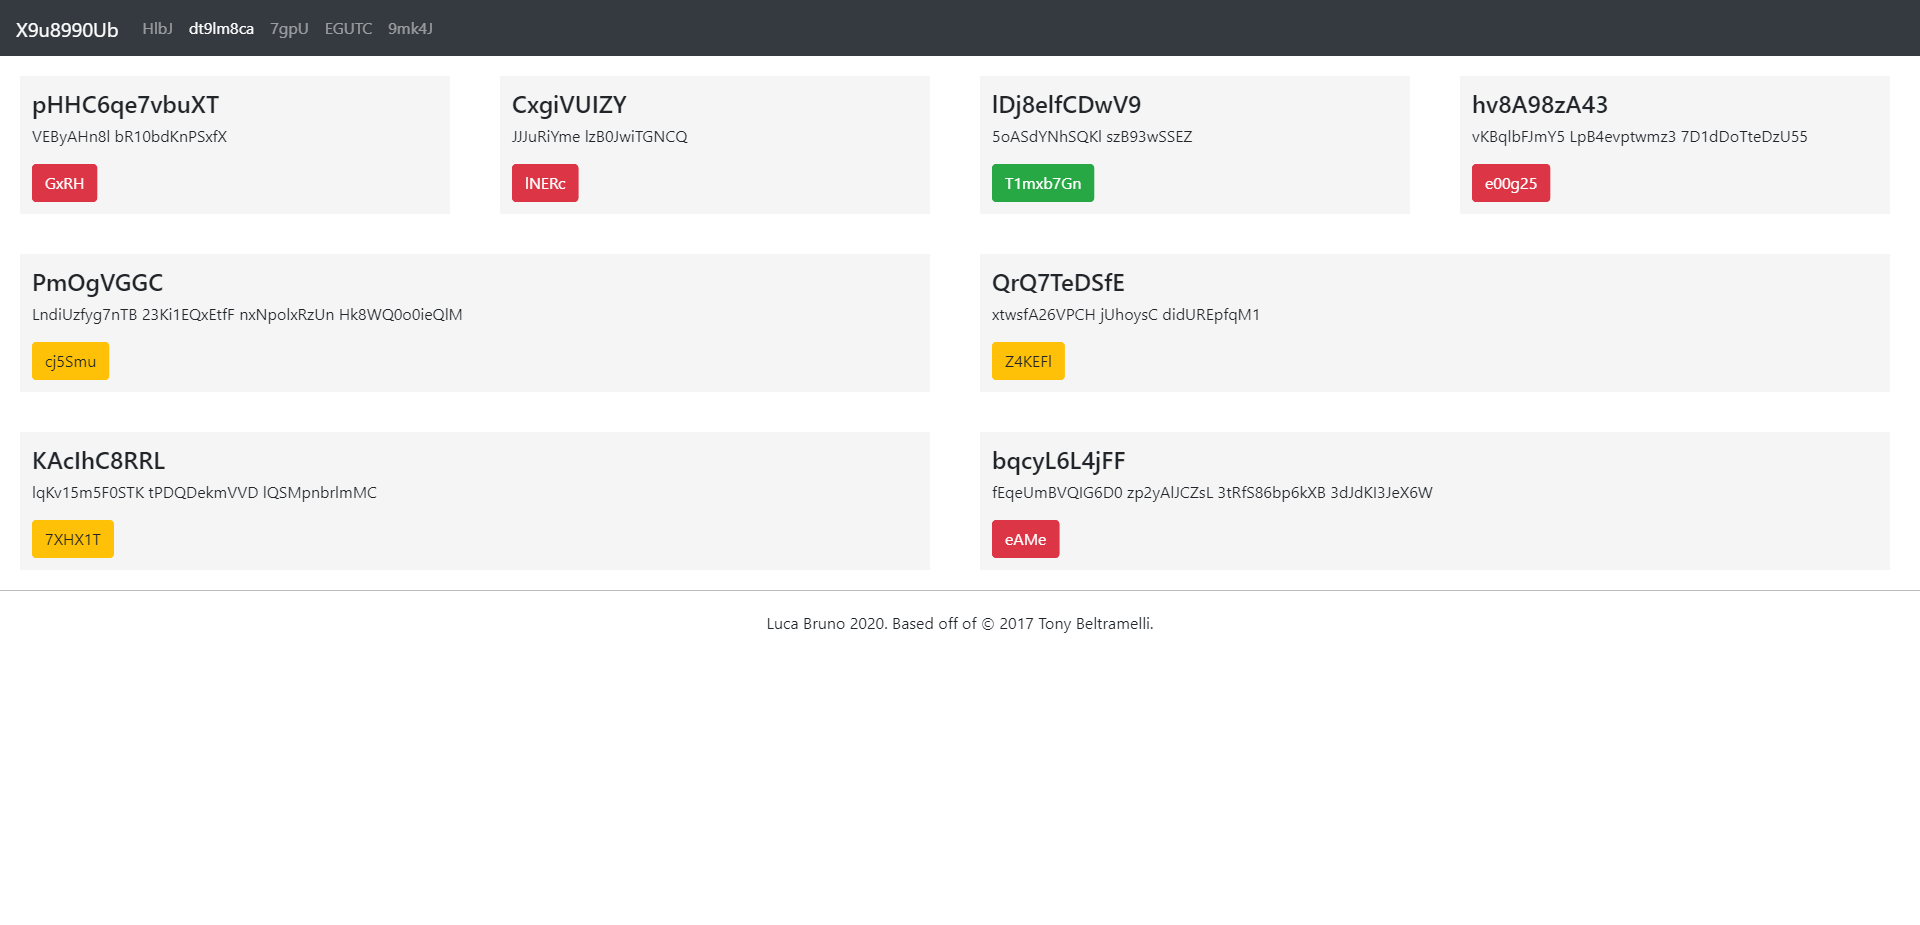 X9u8990Ub HlbJ dt9lm8ca 7gpU EGUTC 9mk4J
pHHC6qe7vbuXT
VEByAHn8l bR10bdKnPSxfX
GxRH
CxgiVUIZY
JJJuRiYme lzB0JwiTGNCQ
lNERc
lDj8elfCDwV9
5oASdYNhSQKl szB93wSSEZ
T1mxb7Gn
hv8A98zA43
vKBqlbFJmY5 LpB4evptwmz3 7D1dDoTteDzU55
e00g25
PmOgVGGC
LndiUzfyg7nTB 23Ki1EQxEtfF nxNpolxRzUn Hk8WQ0o0ieQlM
cj5Smu
QrQ7TeDSfE
xtwsfA26VPCH jUhoysC didUREpfqM1
Z4KEFl
KAcIhC8RRL
lqKv15m5F0STK tPDQDekmVVD lQSMpnbrlmMC
7XHX1T
bqcyL6L4jFF
fEqeUmBVQIG6D0 zp2yAlJCZsL 3tRfS86bp6kXB 3dJdKI3JeX6W
eAMe
Luca Bruno 2020. Based off of © 2017 Tony Beltramelli.